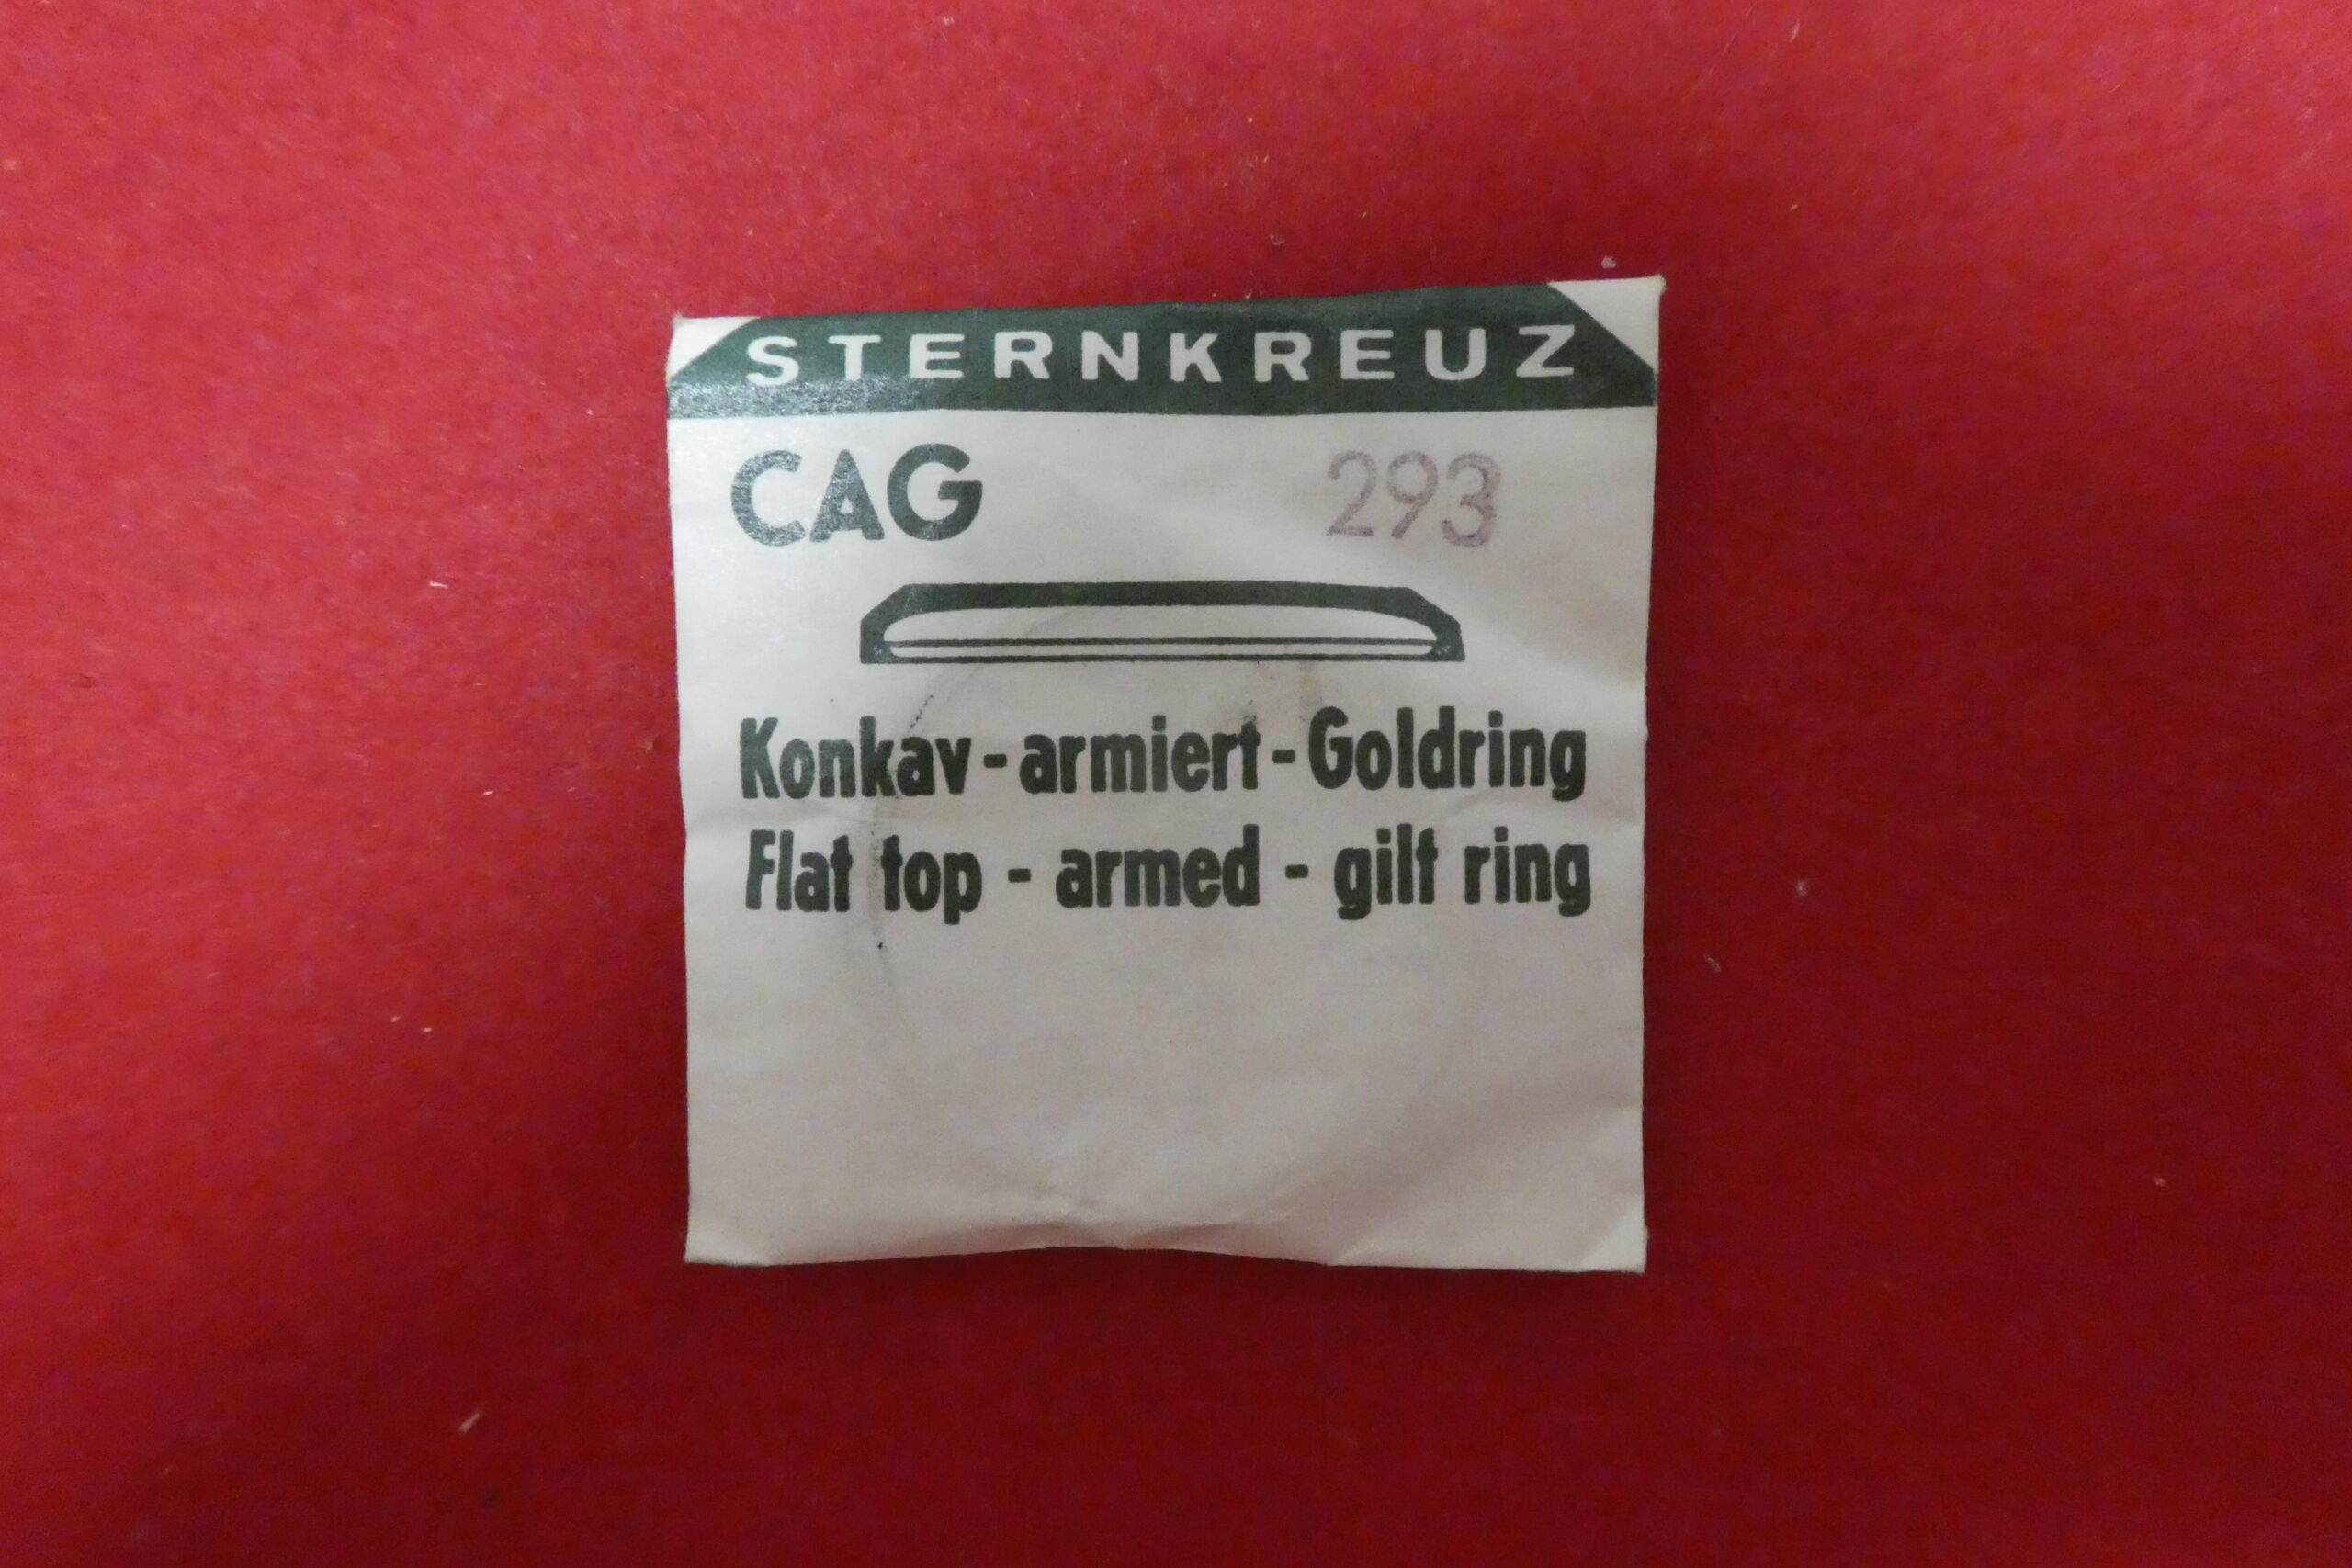 STERNKREUZ
CAG 293
Konkav-armiert-Goldring
Flat top - armed - gilt ring